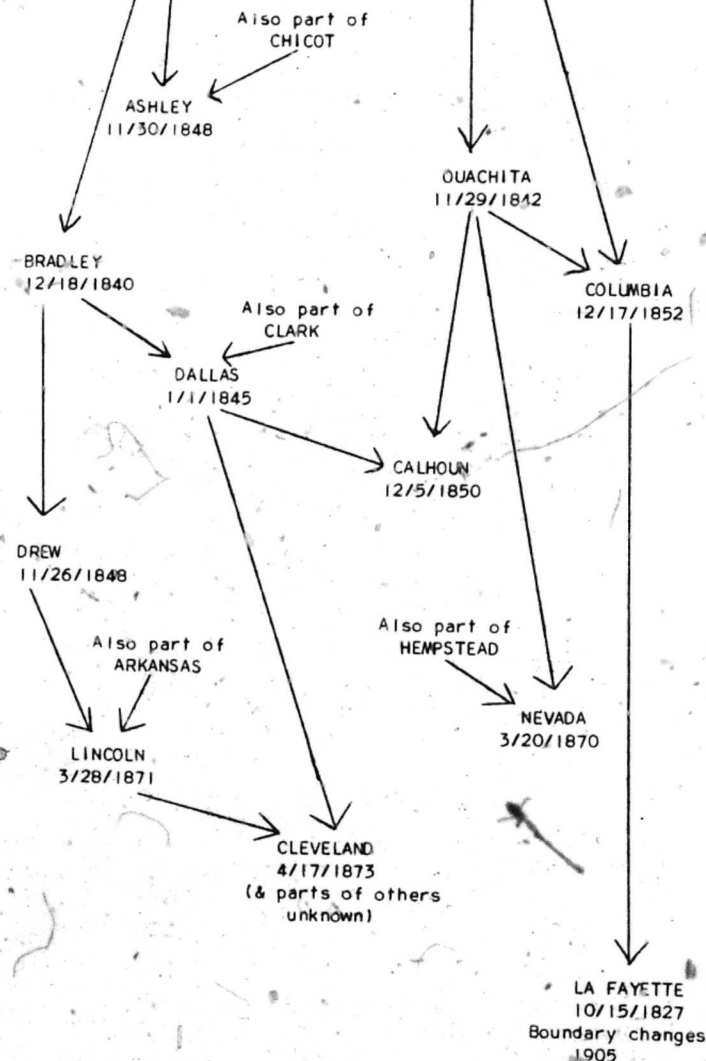 Also part of
CHICOT
ASHLEY
11/30/1848
OUACHITA
11/29/1842
BRADLEY
12/18/1840
COLUMBIA
12/17/1852
Also part of
CLARK
DALLAS
1/1/1845
CALHOUN
12/5/1850
DREW
11/26/1848
Also part of
ARKANSAS
Also part of
HEMPSTEAD
NEVADA
3/20/1870
LINCOLN
3/28/1871
CLEVELAND
4/17/1873
(& parts of others
unknown)
LA FAYETTE
10/15/1827
Boundary changes
1905